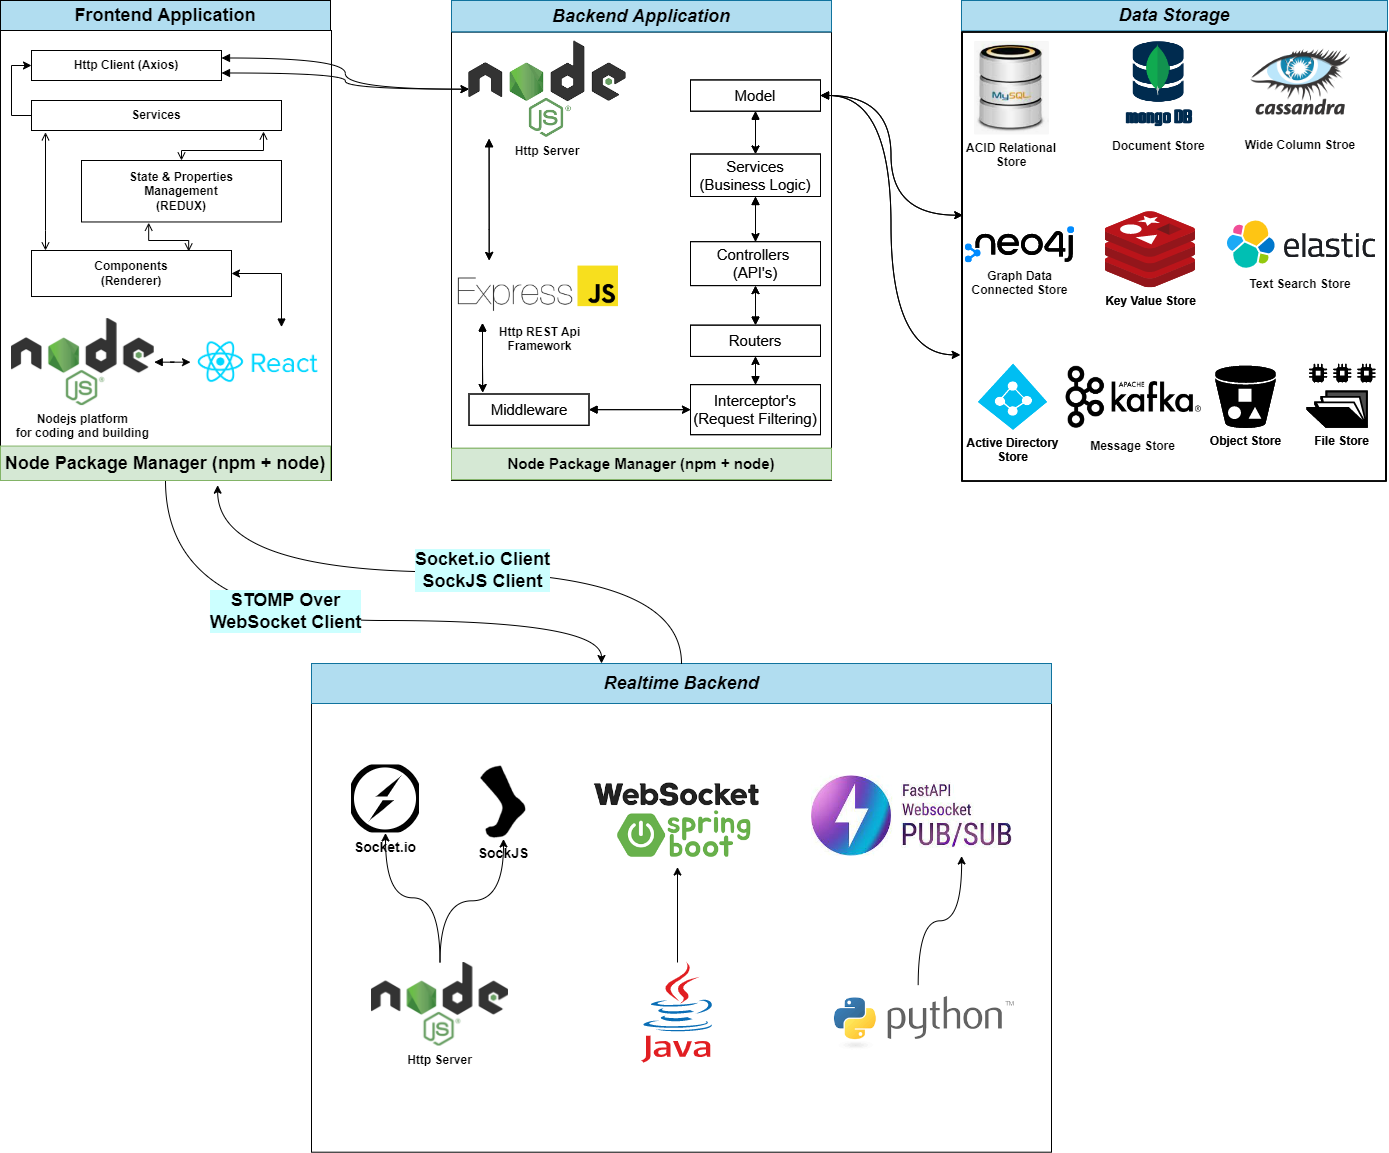 Frontend Application
Http Client (Axios)
Services
State & Properties
Management
(REDUX)
Components
(Renderer)
node
JS
React
Nodejs platform
for coding and building
Node Package Manager (npm + node)
Backend Application
node
JS
Http Server
Express
JS
Http REST Api
Framework
Middleware
Model
Services
(Business Logic)
Controllers
(API's)
Routers
Interceptor's
(Request Filtering)
Node Package Manager (npm + node)
Data Storage
MySQL
ACID Relational
Store
mongo DB
Document Store
cassandra
Wide Column Stroe
neo4j
Graph Data
Connected Store
Key Value Store
elastic
Text Search Store
Active Directory
Store
APACHE
kafka®
Message Store
Object Store
File Store
Socket.io Client
SockJS Client
STOMP Over
WebSocket Client
Realtime Backend
Socket.io
SockJS
WebSocket
spring
boot
FastAPI
Websocket
PUB/SUB
node
JS
Http Server
Java
python™